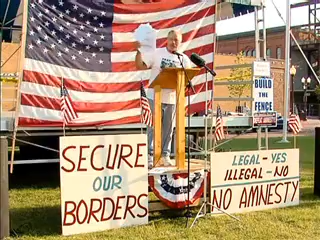 BUILD
THE
FENCE
SECURE
OUR
BORDERS
LEGAL-YES
ILLEGAL-NO
NO AMNESTY